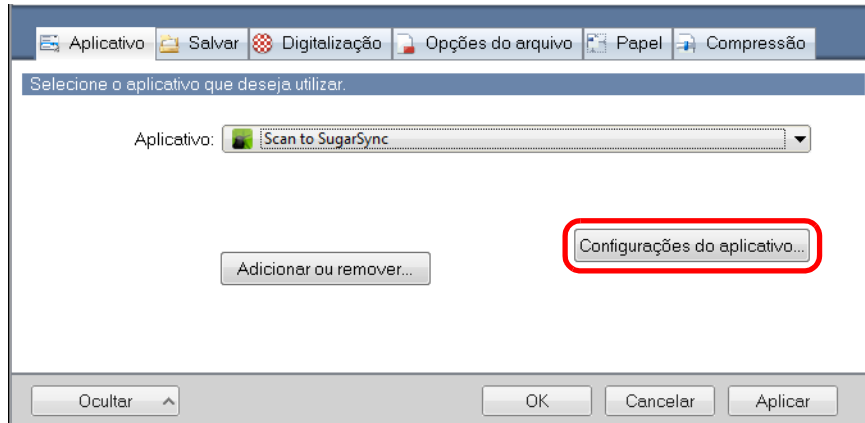 Aplicativo Salvar Digitalização Opções do arquivo Papel Compressão
Selecione o aplicativo que deseja utilizar.
Aplicativo: Scan to SugarSync
Configurações do aplicativo...
Adicionar ou remover...
Ocultar OK Cancelar Aplicar